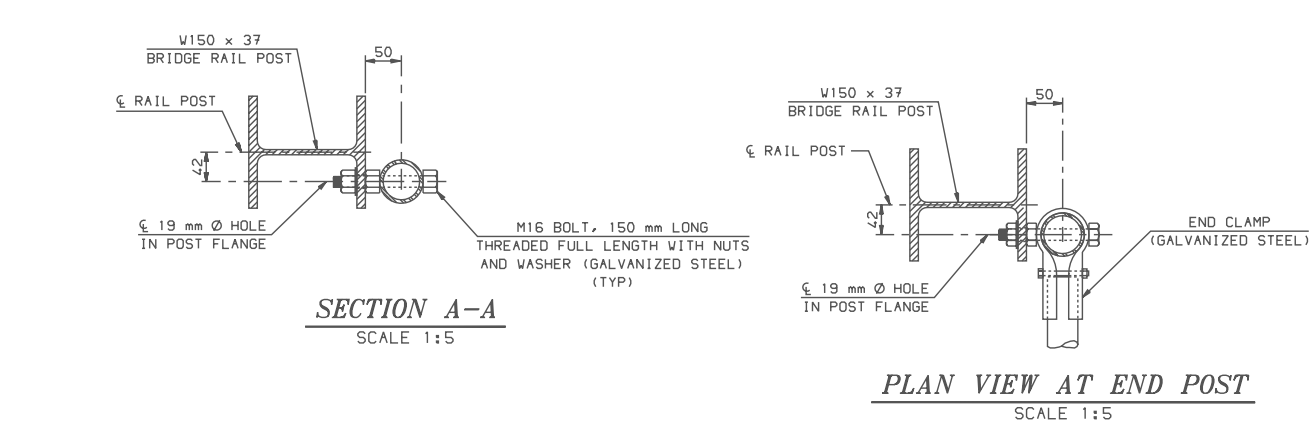 W150 x 37
BRIDGE RAIL POST
50
℄ RAIL POST
42
℄ 19 mm Ø HOLE
IN POST FLANGE
M16 BOLT, 150 mm LONG
THREADED FULL LENGTH WITH NUTS
AND WASHER (GALVANIZED STEEL)
(TYP)
SECTION A-A
SCALE 1:5
W150 x 37
BRIDGE RAIL POST
50
℄ RAIL POST
42
END CLAMP
(GALVANIZED STEEL)
℄ 19 mm Ø HOLE
IN POST FLANGE
PLAN VIEW AT END POST
SCALE 1:5